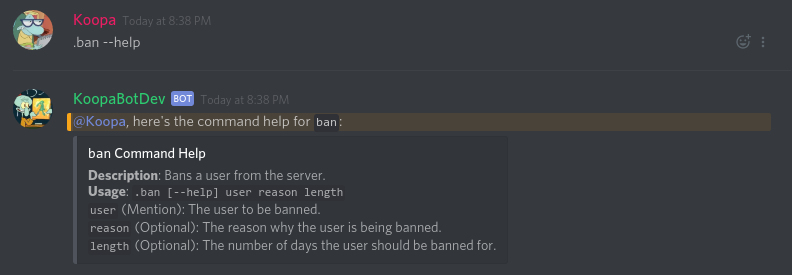 Koopa Today at 8:38 PM
.ban --help
KoopaBotDev BOT Today at 8:38 PM
@Koopa, here's the command help for ban:
ban Command Help
Description: Bans a user from the server.
Usage: .ban [--help] user reason length
user (Mention): The user to be banned.
reason (Optional): The reason why the user is being banned.
length (Optional): The number of days the user should be banned for.